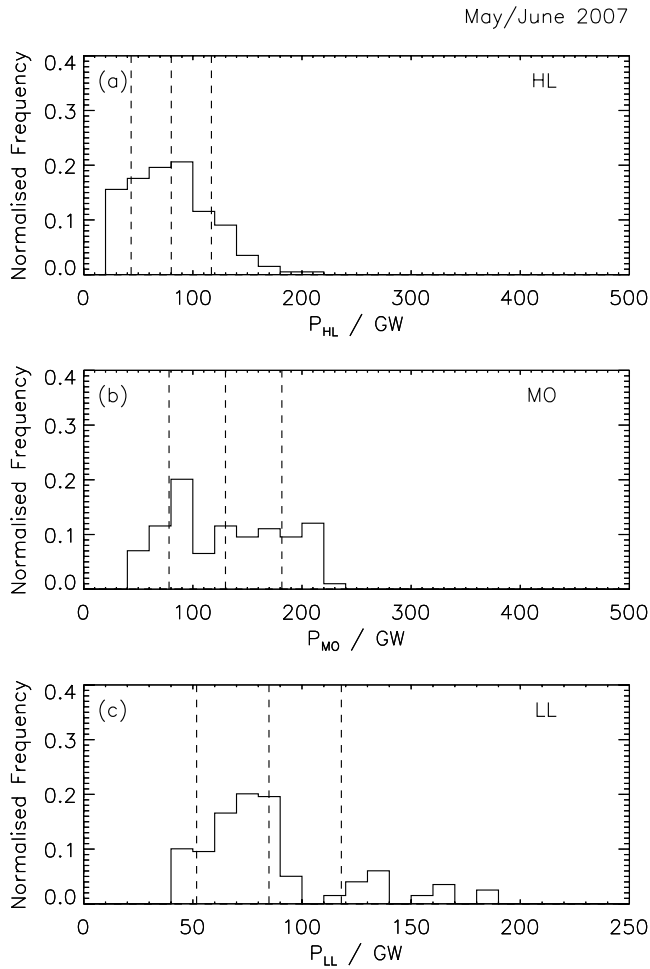 May/June 2007
(a) HL
Normalised Frequency
0.4
0.3
0.2
0.1
0.0
0 100 200 300 400 500
P_HL / GW
(b) MO
Normalised Frequency
0.4
0.3
0.2
0.1
0.0
0 100 200 300 400 500
P_MO / GW
(c) LL
Normalised Frequency
0.4
0.3
0.2
0.1
0.0
0 50 100 150 200 250
P_LL / GW